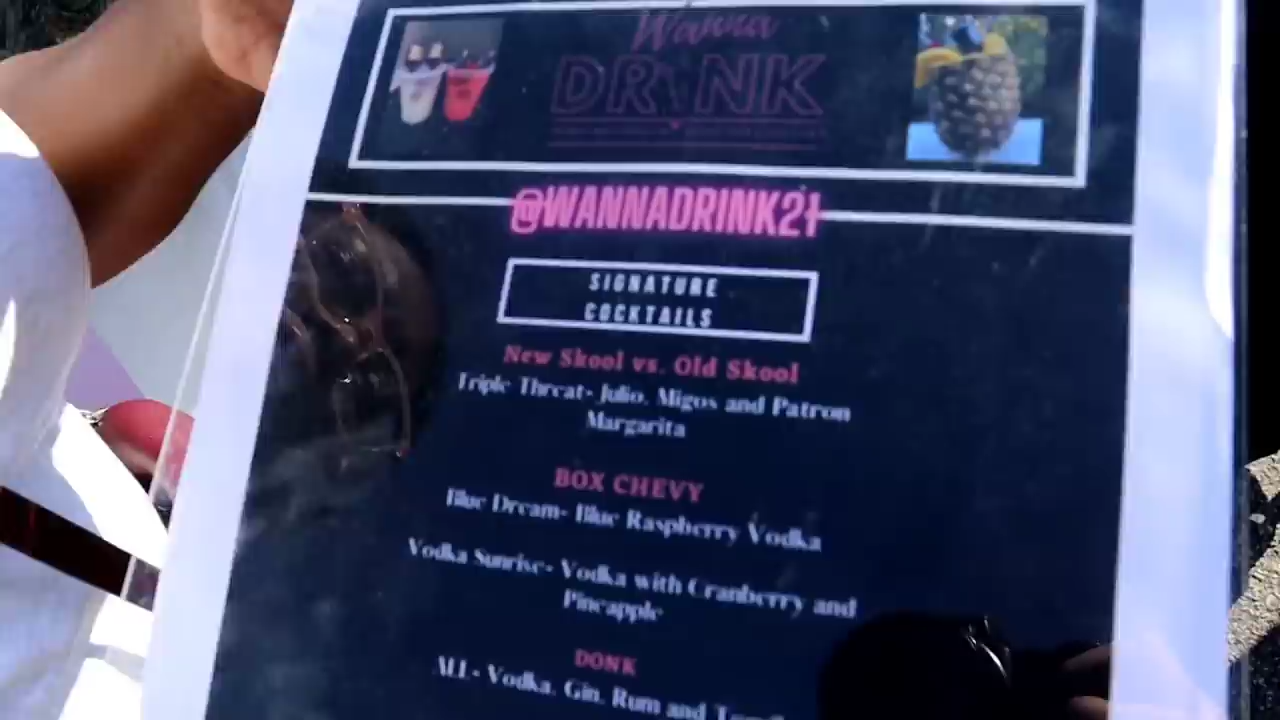 Wanna
DRINK
@WANNADRINK21
SIGNATURE
COCKTAILS
New Skool vs. Old Skool
Triple Threat- Julio, Migos and Patron
Margarita
BOX CHEVY
Blue Dream- Blue Raspberry Vodka
Vodka Sunrise- Vodka with Cranberry and
Pineapple
DONK
ALL- Vodka, Gin, Rum and